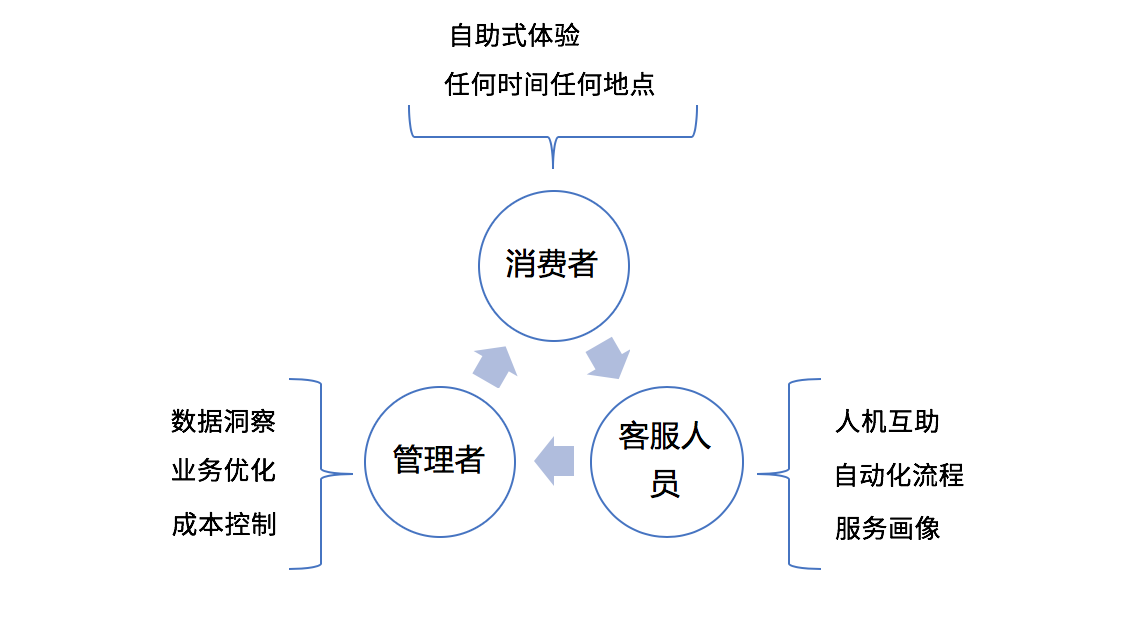 自助式体验
任何时间任何地点
消费者
数据洞察
业务优化
成本控制
管理者
客服人
员
人机互助
自动化流程
服务画像